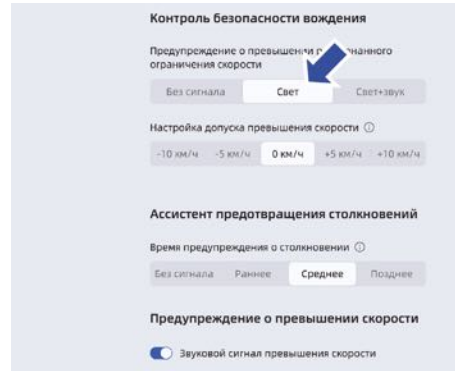 Контроль безопасности вождения
Предупреждение о превышении
ограничения скорости
Без сигнала Свет Свет+звук
Настройка допуска превышения скорости
-10 км/ч -5 км/ч 0 км/ч +5 км/ч +10 км/ч
Ассистент предотвращения столкновений
Время предупреждения о столкновении
Без сигнала Раннее Среднее Позднее
Предупреждение о превышении скорости
Звуковой сигнал превышения скорости